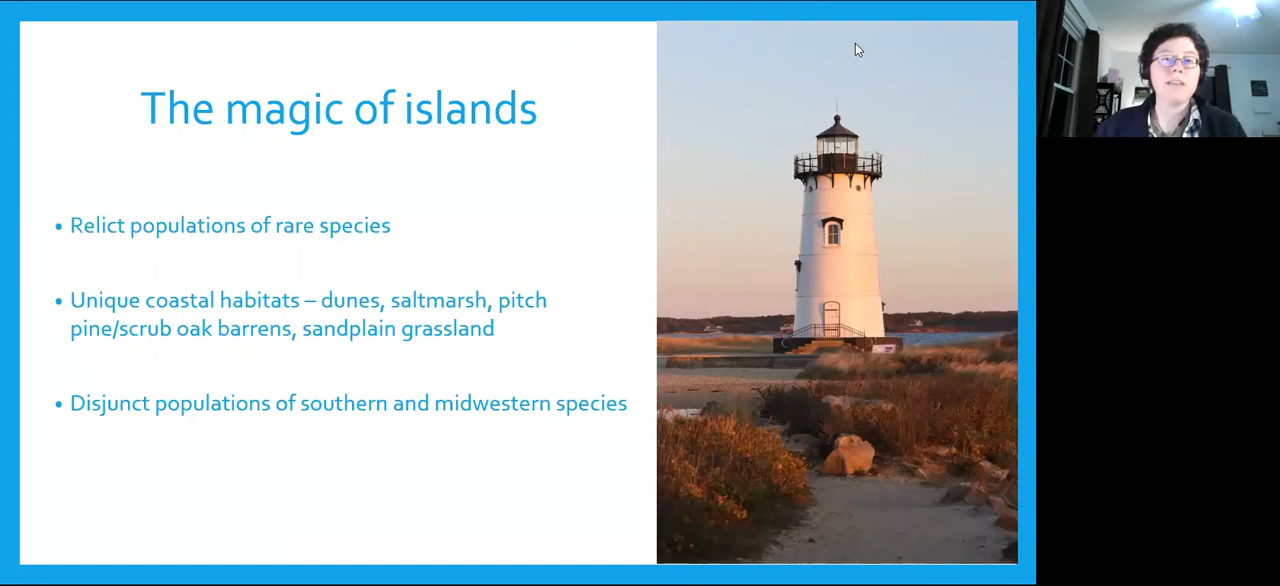 The magic of islands
• Relict populations of rare species
• Unique coastal habitats – dunes, saltmarsh, pitch
pine/scrub oak barrens, sandplain grassland
• Disjunct populations of southern and midwestern species